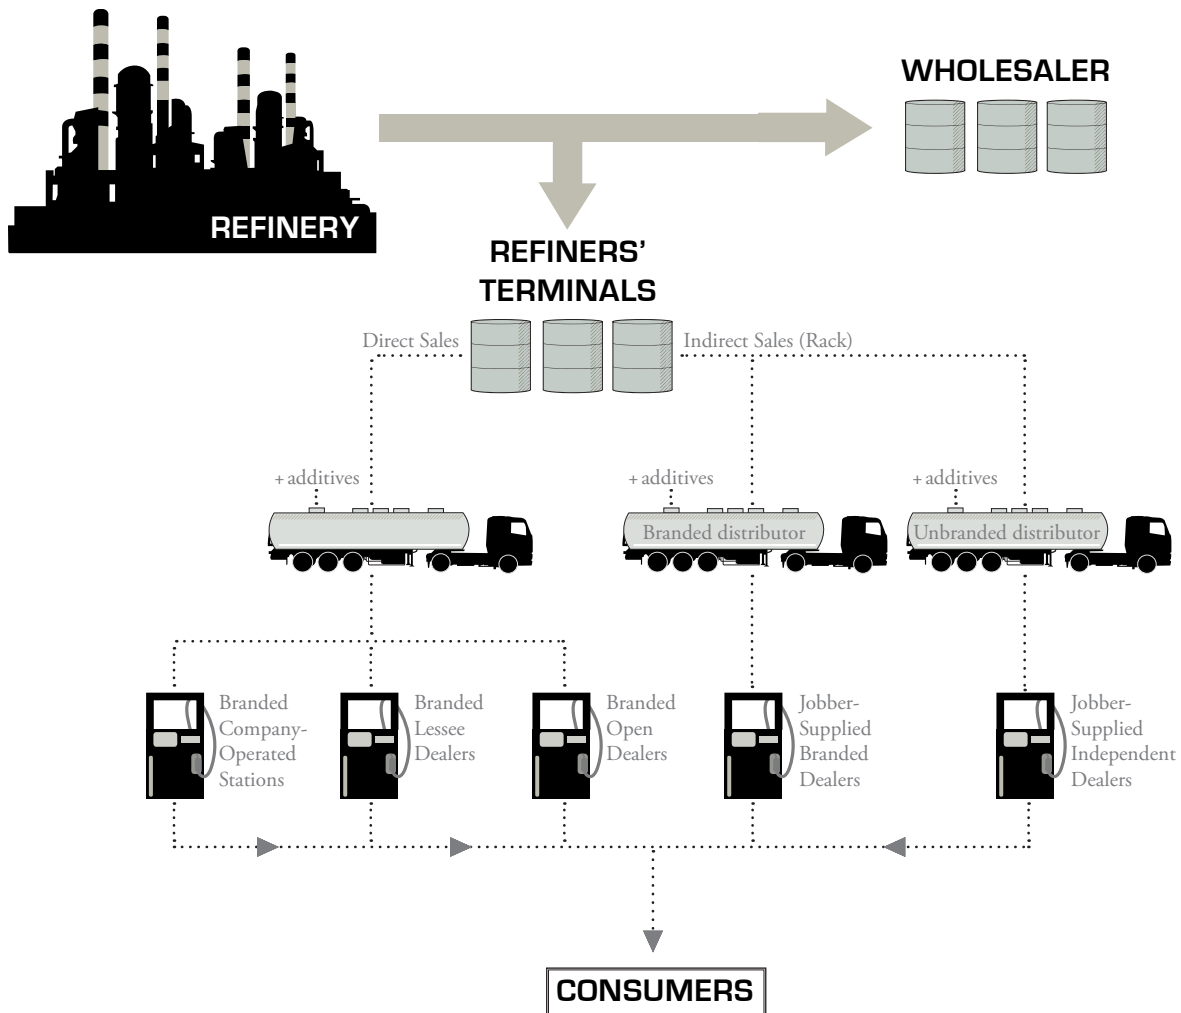 WHOLESALER
REFINERY
REFINERS’
TERMINALS
Direct Sales
Indirect Sales (Rack)
+ additives
+ additives
+ additives
Branded distributor
Unbranded distributor
Branded
Company-
Operated
Stations
Branded
Lessee
Dealers
Branded
Open
Dealers
Jobber-
Supplied
Branded
Dealers
Jobber-
Supplied
Independent
Dealers
CONSUMERS